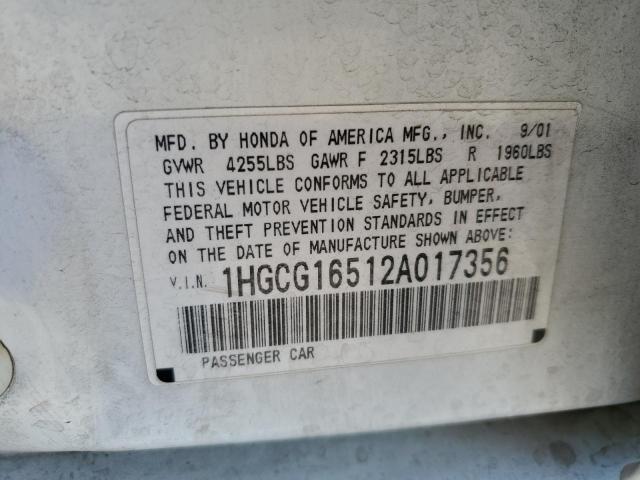 MFD. BY HONDA OF AMERICA MFG., INC. 9/01
GVWR 4255LBS GAWR F 2315LBS R 1960LBS
THIS VEHICLE CONFORMS TO ALL APPLICABLE
FEDERAL MOTOR VEHICLE SAFETY, BUMPER,
AND THEFT PREVENTION STANDARDS IN EFFECT
ON THE DATE OF MANUFACTURE SHOWN ABOVE:
V.I.N. 1HGCG16512A017356
PASSENGER CAR